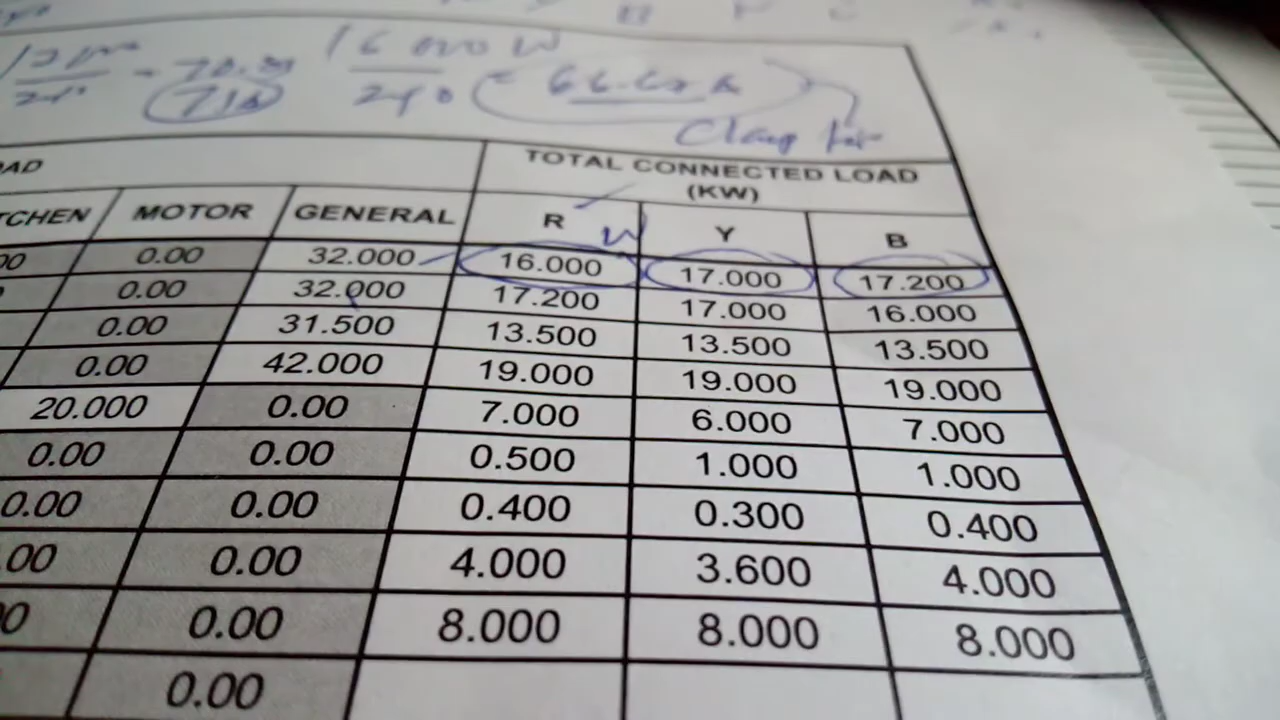 16000 W
240
TOTAL CONNECTED LOAD
(KW)
MOTOR GENERAL R W Y B
0.00 32.000 16.000 17.000 17.200
0.00 32.000 17.200 17.000 16.000
0.00 31.500 13.500 13.500 13.500
0.00 42.000 19.000 19.000 19.000
20.000 0.00 7.000 6.000 7.000
0.00 0.00 0.500 1.000 1.000
0.00 0.00 0.400 0.300 0.400
.00 0.00 4.000 3.600 4.000
0.00 8.000 8.000 8.000
0.00